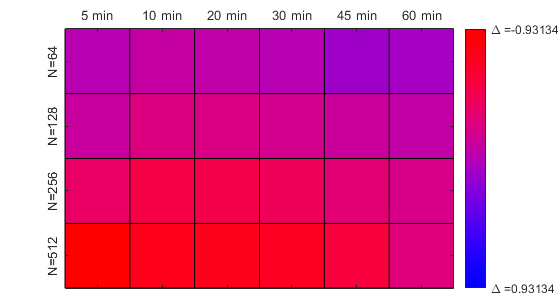 5 min 10 min 20 min 30 min 45 min 60 min
Δ =-0.93134
N=64
N=128
N=256
N=512
Δ =0.93134